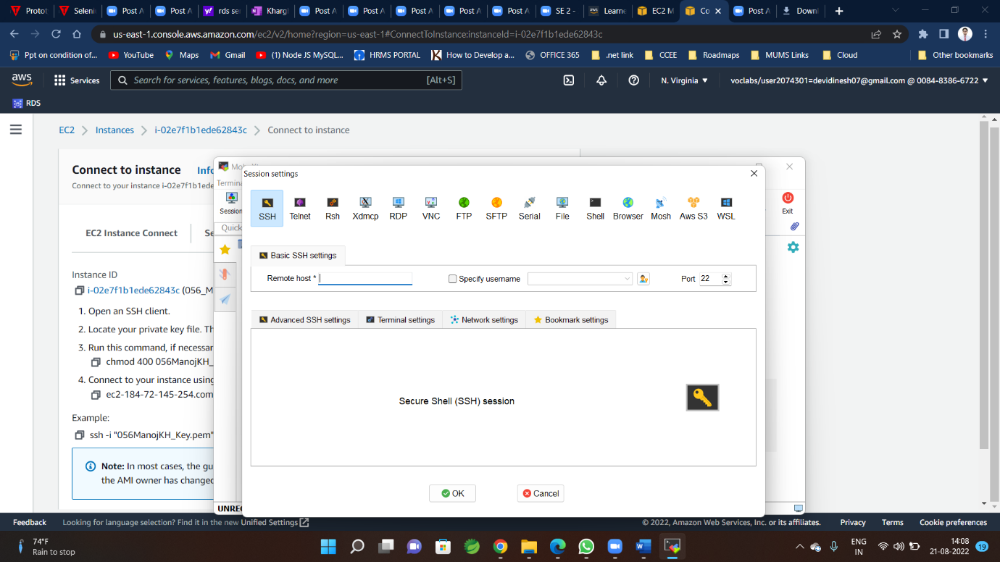 Protot
Selenir
Post A
Post A
rds ser
Kharg
Post A
Post A
Post A
Post A
Post A
SE 2 -
Learne
EC2 M
Co
Post A
Downl
us-east-1.console.aws.amazon.com/ec2/v2/home?region=us-east-1#ConnectToInstance:instanceId=i-02e7f1b1ede62843c
Ppt on condition of... YouTube Maps Gmail (1) Node JS MySQL... HRMS PORTAL How to Develop a... OFFICE 365 .net link CCEE Roadmaps MUMS Links Cloud Other bookmarks
aws Services Search for services, features, blogs, docs, and more [Alt+S] N. Virginia voclabs/user2074301=devidinesh07@gmail.com @ 0084-8386-6722
RDS
EC2 > Instances > i-02e7f1b1ede62843c > Connect to instance
Connect to instance Info
Connect to your instance i-02e7f1b1ede
EC2 Instance Connect
Se
Instance ID
i-02e7f1b1ede62843c (056_M
1. Open an SSH client.
2. Locate your private key file. Th
3. Run this command, if necessar
chmod 400 056ManojKH_
4. Connect to your instance using
ec2-184-72-145-254.com
Example:
ssh -i "056ManojKH_Key.pem"
Note: In most cases, the gu
the AMI owner has changed
Termina
Session
Quick
Exit
UNREG
Session settings
SSH Telnet Rsh Xdmcp RDP VNC FTP SFTP Serial File Shell Browser Mosh Aws S3 WSL
Basic SSH settings
Remote host * Specify username Port 22
Advanced SSH settings Terminal settings Network settings Bookmark settings
Secure Shell (SSH) session
OK Cancel
Feedback Looking for language selection? Find it in the new Unified Settings © 2022, Amazon Web Services, Inc. or its affiliates. Privacy Terms Cookie preferences
74°F
Rain to stop
ENG
IN
14:08
21-08-2022
19